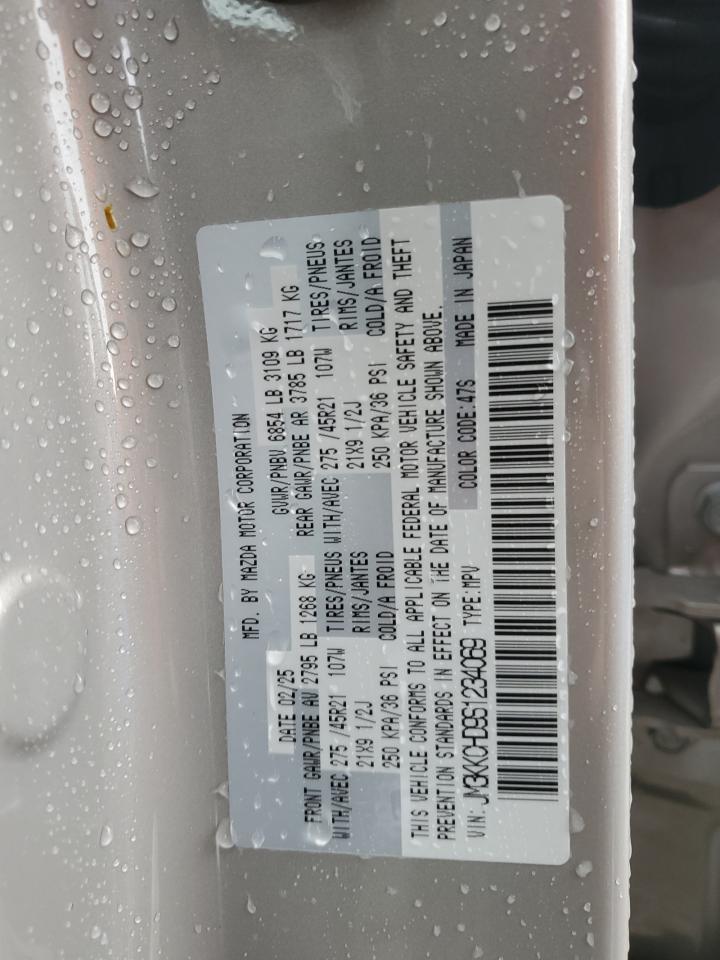 MFD. BY MAZDA MOTOR CORPORATION
DATE 02/25 GVWR/PNBV 6854 LB 3109 KG
FRONT GAWR/PNBE AV 2795 LB 1268 KG REAR GAWR/PNBE AR 3785 LB 1717 KG
WITH/AVEC 275 /45R21 107W TIRES/PNEUS WITH/AVEC 275 /45R21 107W TIRES/PNEUS
21X9 1/2J RIMS/JANTES 21X9 1/2J RIMS/JANTES
250 KPA/36 PSI COLD/A FROID 250 KPA/36 PSI COLD/A FROID
THIS VEHICLE CONFORMS TO ALL APPLICABLE FEDERAL MOTOR VEHICLE SAFETY AND THEFT
PREVENTION STANDARDS IN EFFECT ON THE DATE OF MANUFACTURE SHOWN ABOVE.
VIN: JM3KKCHD9S1234069 TYPE:MPV COLOR CODE:47S MADE IN JAPAN